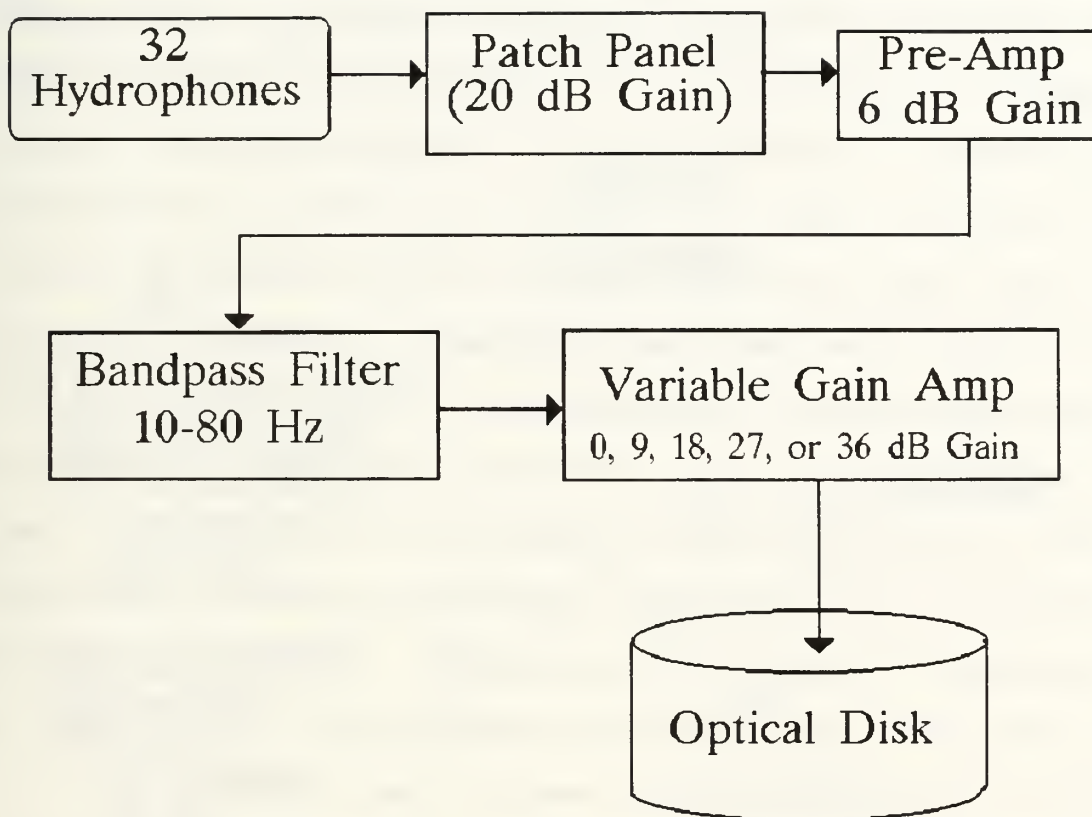 32
Hydrophones
Patch Panel
(20 dB Gain)
Pre-Amp
6 dB Gain
Bandpass Filter
10-80 Hz
Variable Gain Amp
0, 9, 18, 27, or 36 dB Gain
Optical Disk